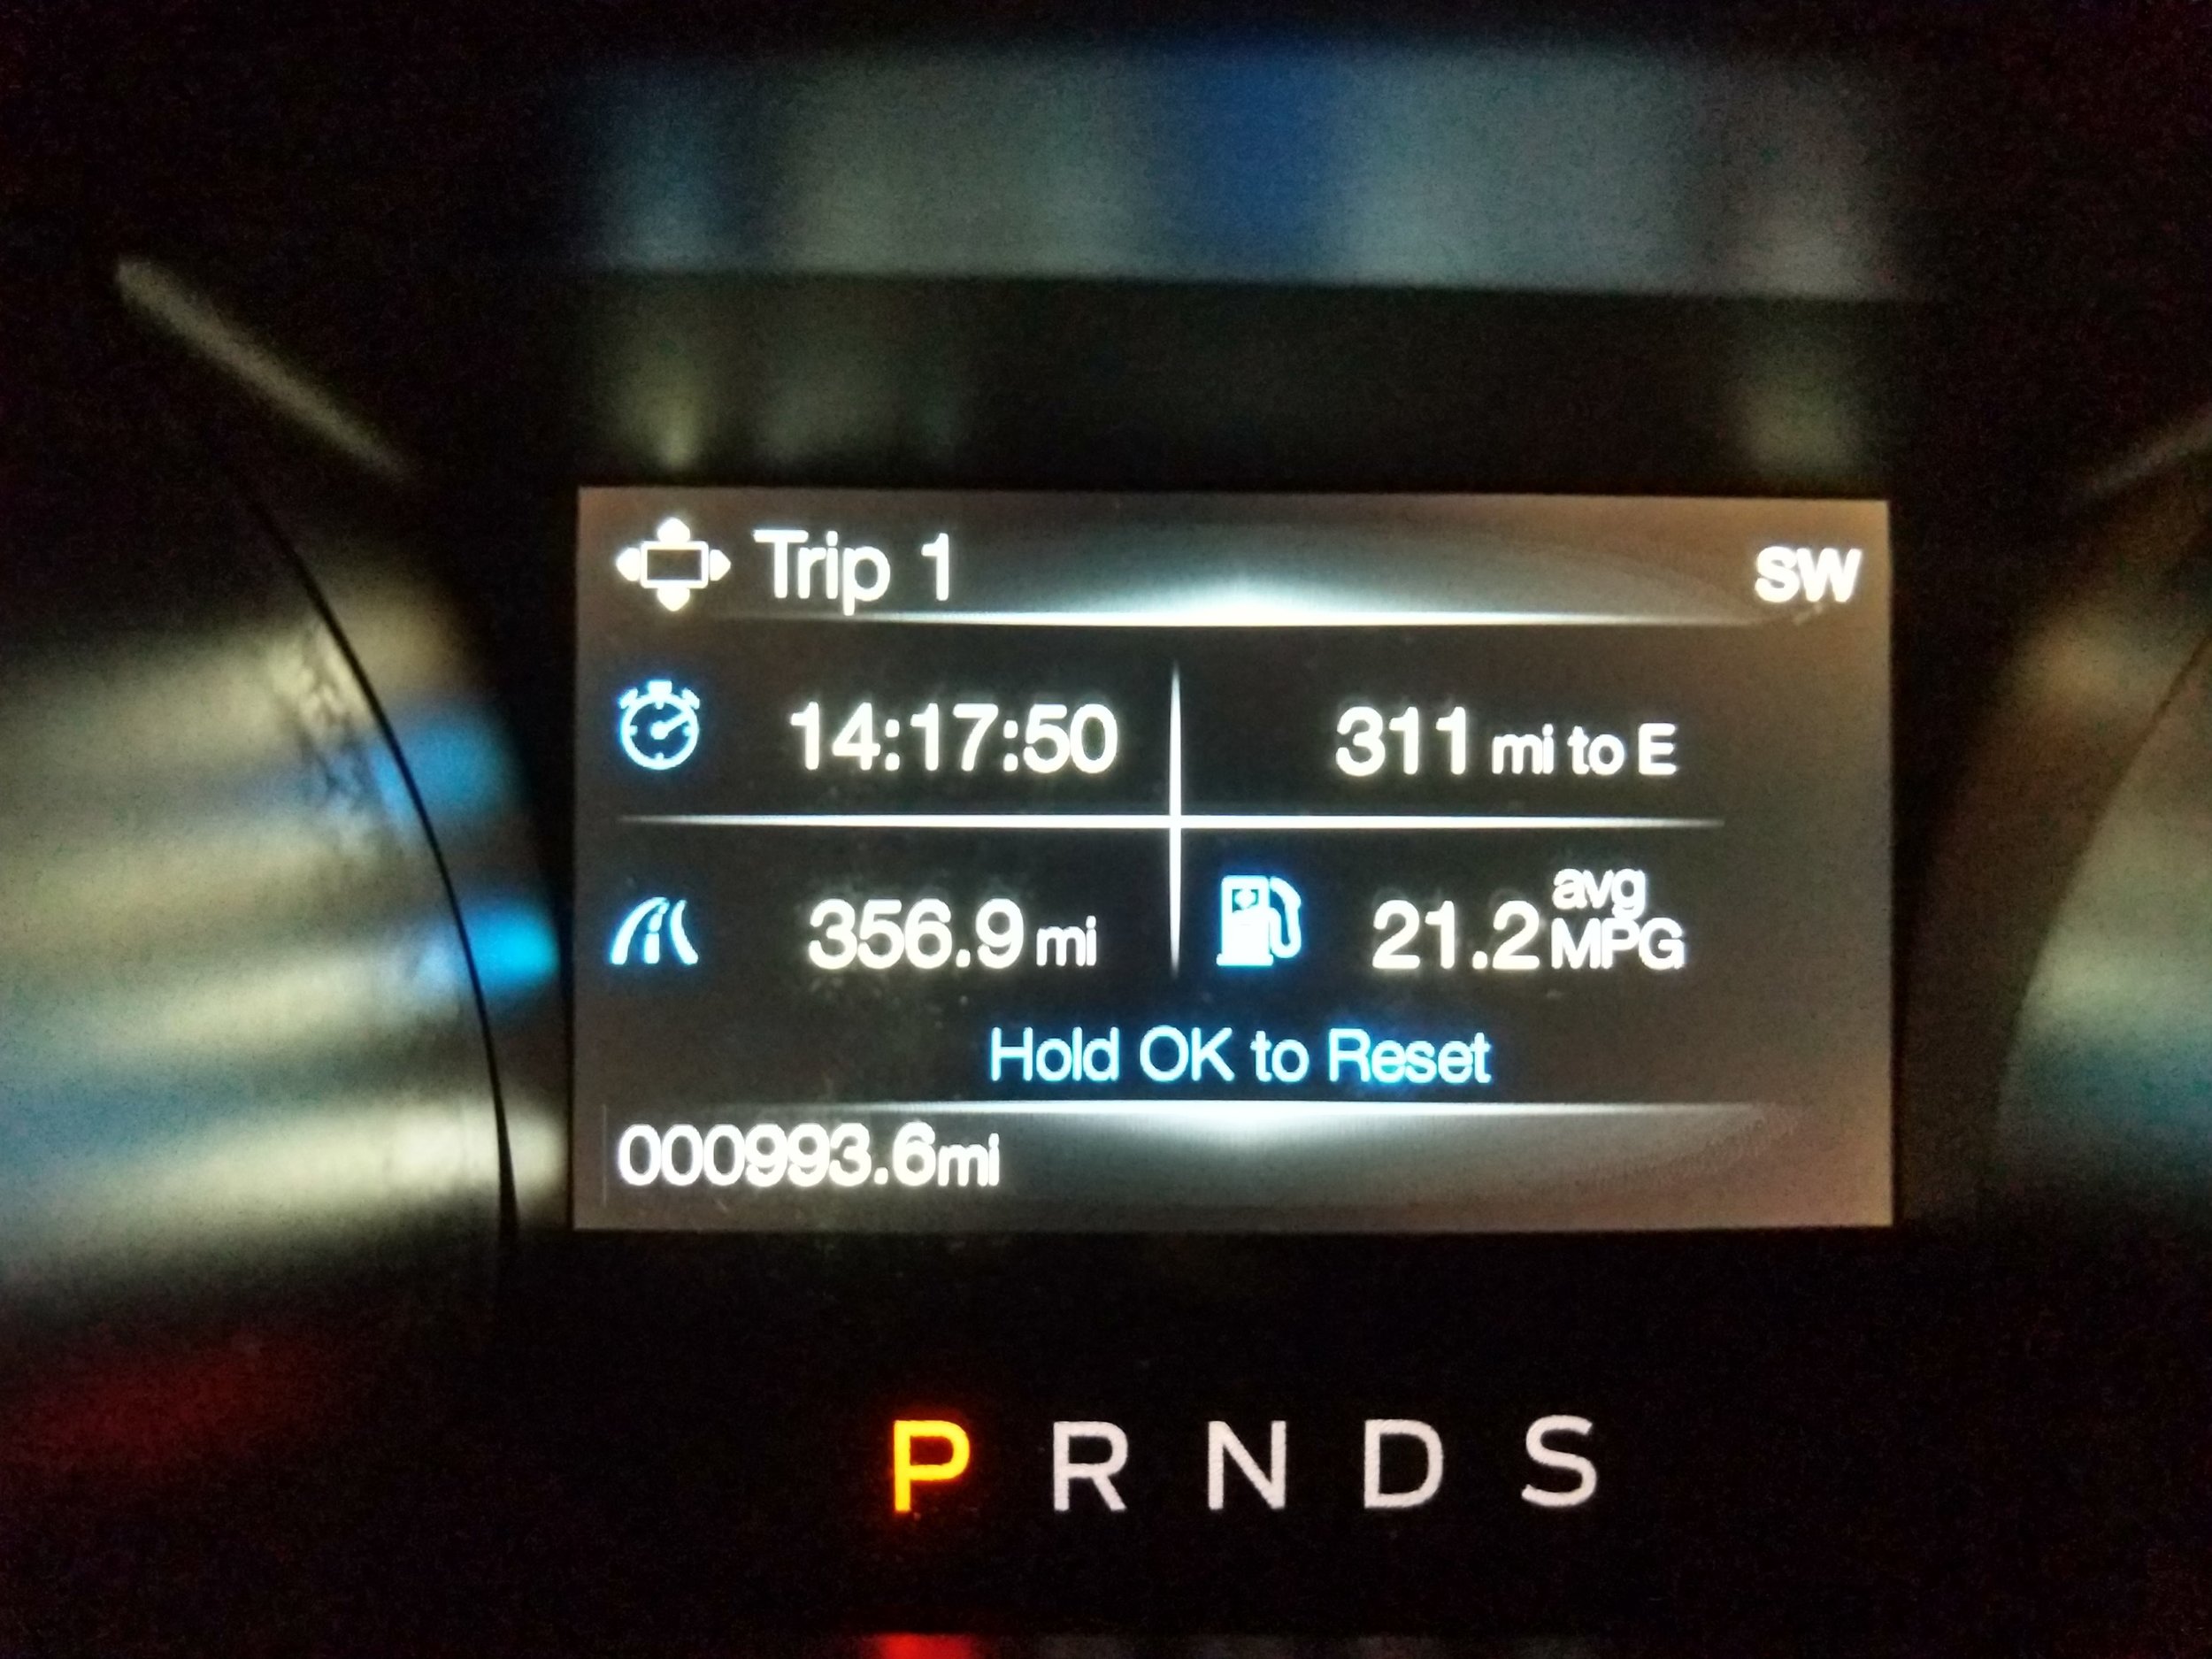 Trip 1 SW
14:17:50 311 mi to E
356.9 mi 21.2 avg MPG
Hold OK to Reset
000993.6mi
P R N D S